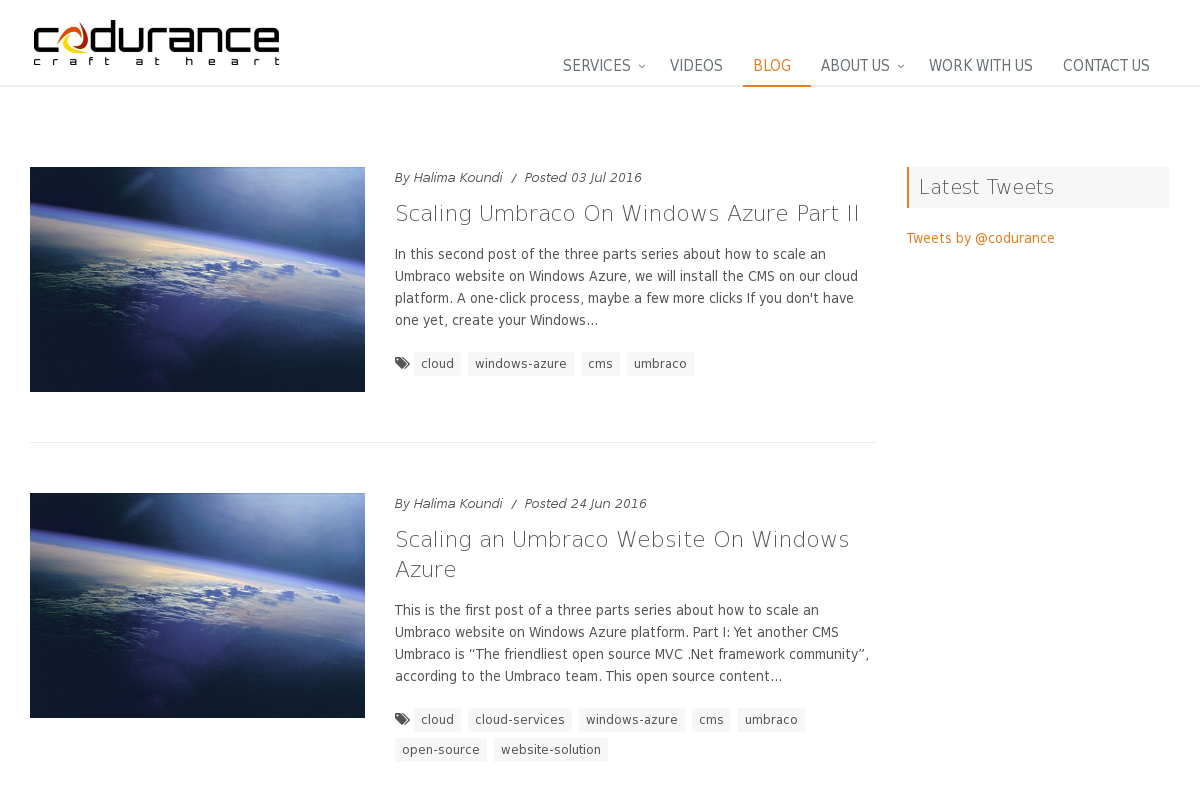 codurance
craft at heart
SERVICES VIDEOS BLOG ABOUT US WORK WITH US CONTACT US
By Halima Koundi / Posted 03 Jul 2016
Scaling Umbraco On Windows Azure Part II
In this second post of the three parts series about how to scale an
Umbraco website on Windows Azure, we will install the CMS on our cloud
platform. A one-click process, maybe a few more clicks If you don't have
one yet, create your Windows...
cloud windows-azure cms umbraco
Latest Tweets
Tweets by @codurance
By Halima Koundi / Posted 24 Jun 2016
Scaling an Umbraco Website On Windows
Azure
This is the first post of a three parts series about how to scale an
Umbraco website on Windows Azure platform. Part I: Yet another CMS
Umbraco is “The friendliest open source MVC .Net framework community”,
according to the Umbraco team. This open source content...
cloud cloud-services windows-azure cms umbraco
open-source website-solution